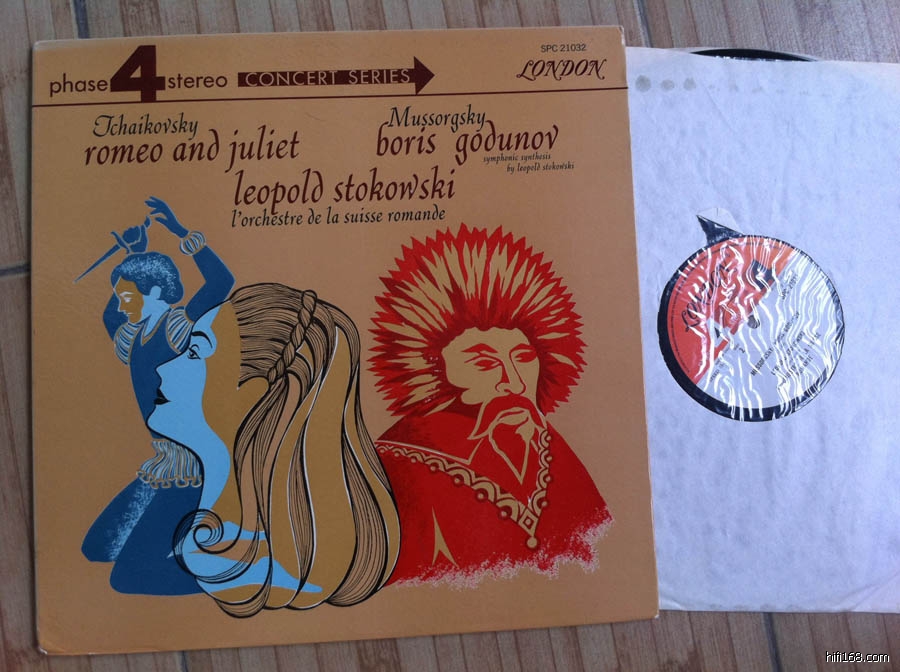 SPC 21032
phase 4 stereo CONCERT SERIES
LONDON
Tchaikovsky
romeo and juliet
Mussorgsky
boris godunov
symphonic synthesis
by leopold stokowski
leopold stokowski
l'orchestre de la suisse romande
hifi168.com